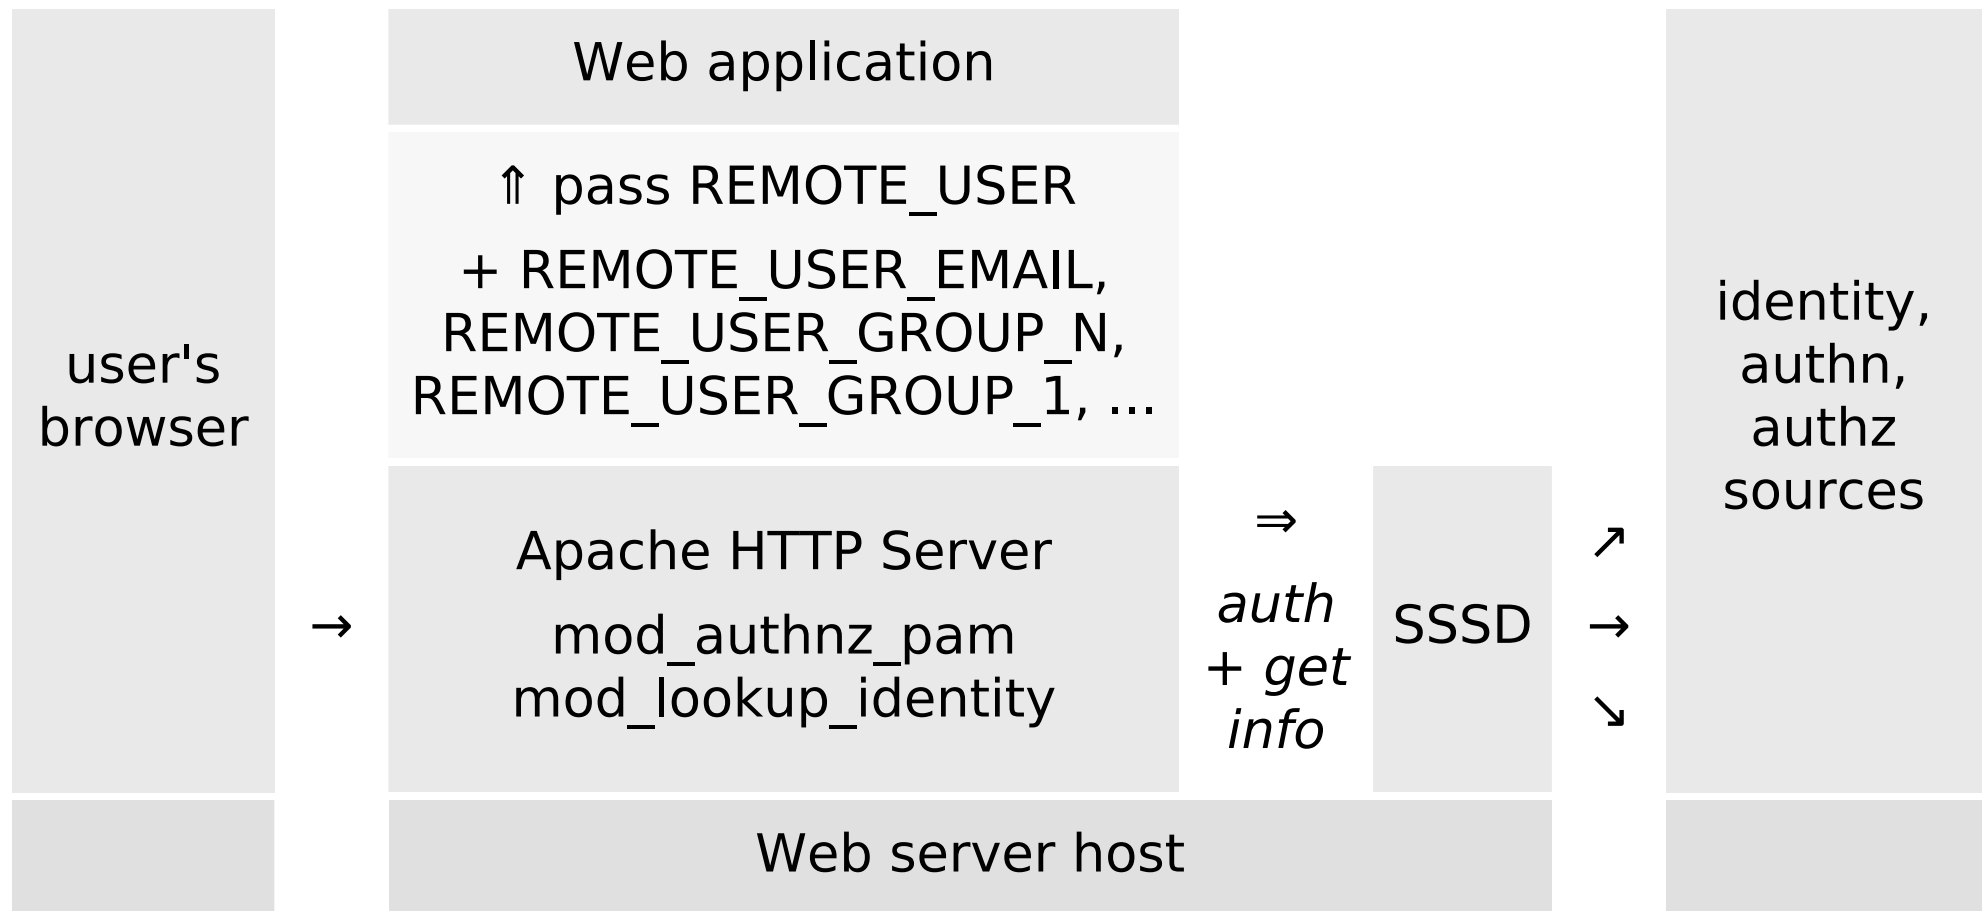 Web application
⇑ pass REMOTE_USER
+ REMOTE_USER_EMAIL,
REMOTE_USER_GROUP_N,
REMOTE_USER_GROUP_1, ...
user's
browser
→
Apache HTTP Server
mod_authnz_pam
mod_lookup_identity
⇒
auth
+ get
info
SSSD
↗
→
↘
identity,
authn,
authz
sources
Web server host